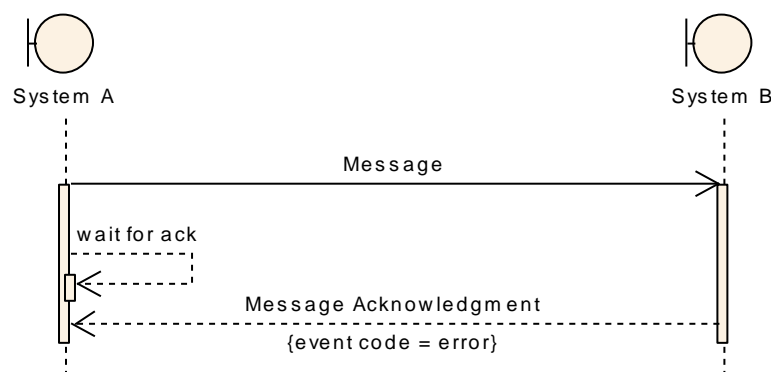 System A
System B
Message
wait for ack
Message Acknowledgment
{event code = error}